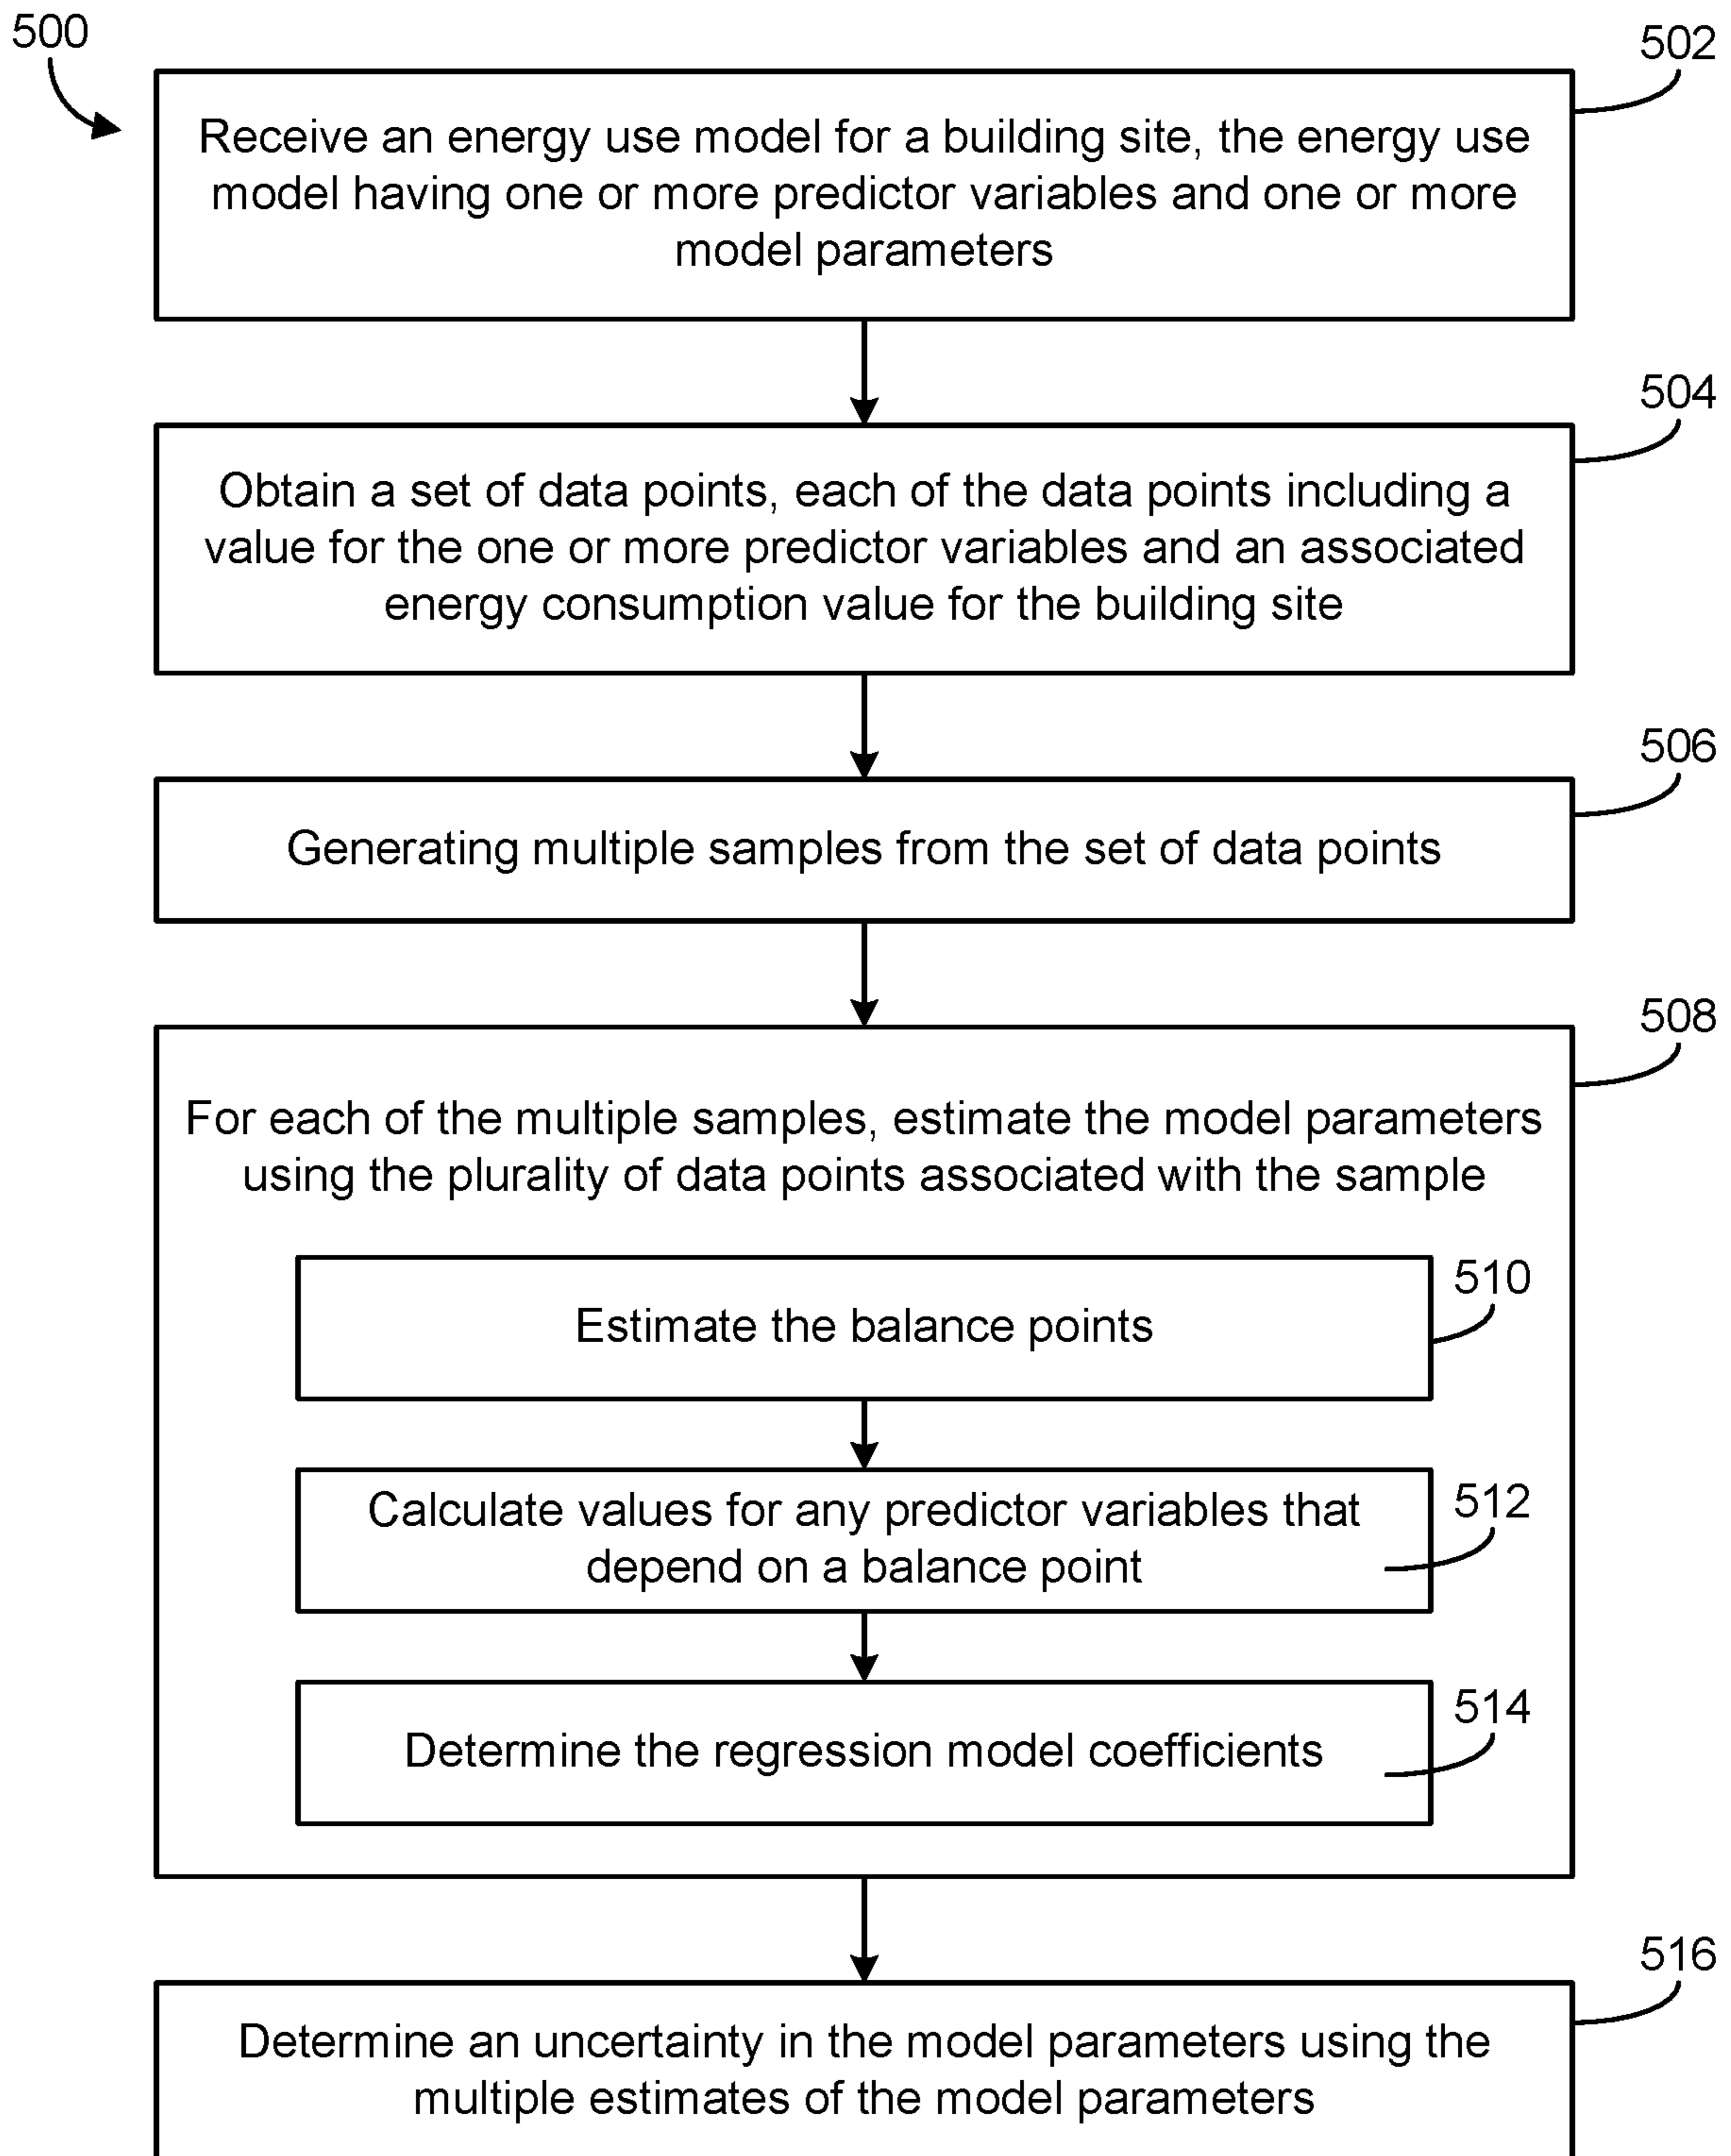 500
502
Receive an energy use model for a building site, the energy use
model having one or more predictor variables and one or more
model parameters
504
Obtain a set of data points, each of the data points including a
value for the one or more predictor variables and an associated
energy consumption value for the building site
506
Generating multiple samples from the set of data points
508
For each of the multiple samples, estimate the model parameters
using the plurality of data points associated with the sample
510
Estimate the balance points
512
Calculate values for any predictor variables that
depend on a balance point
514
Determine the regression model coefficients
516
Determine an uncertainty in the model parameters using the
multiple estimates of the model parameters